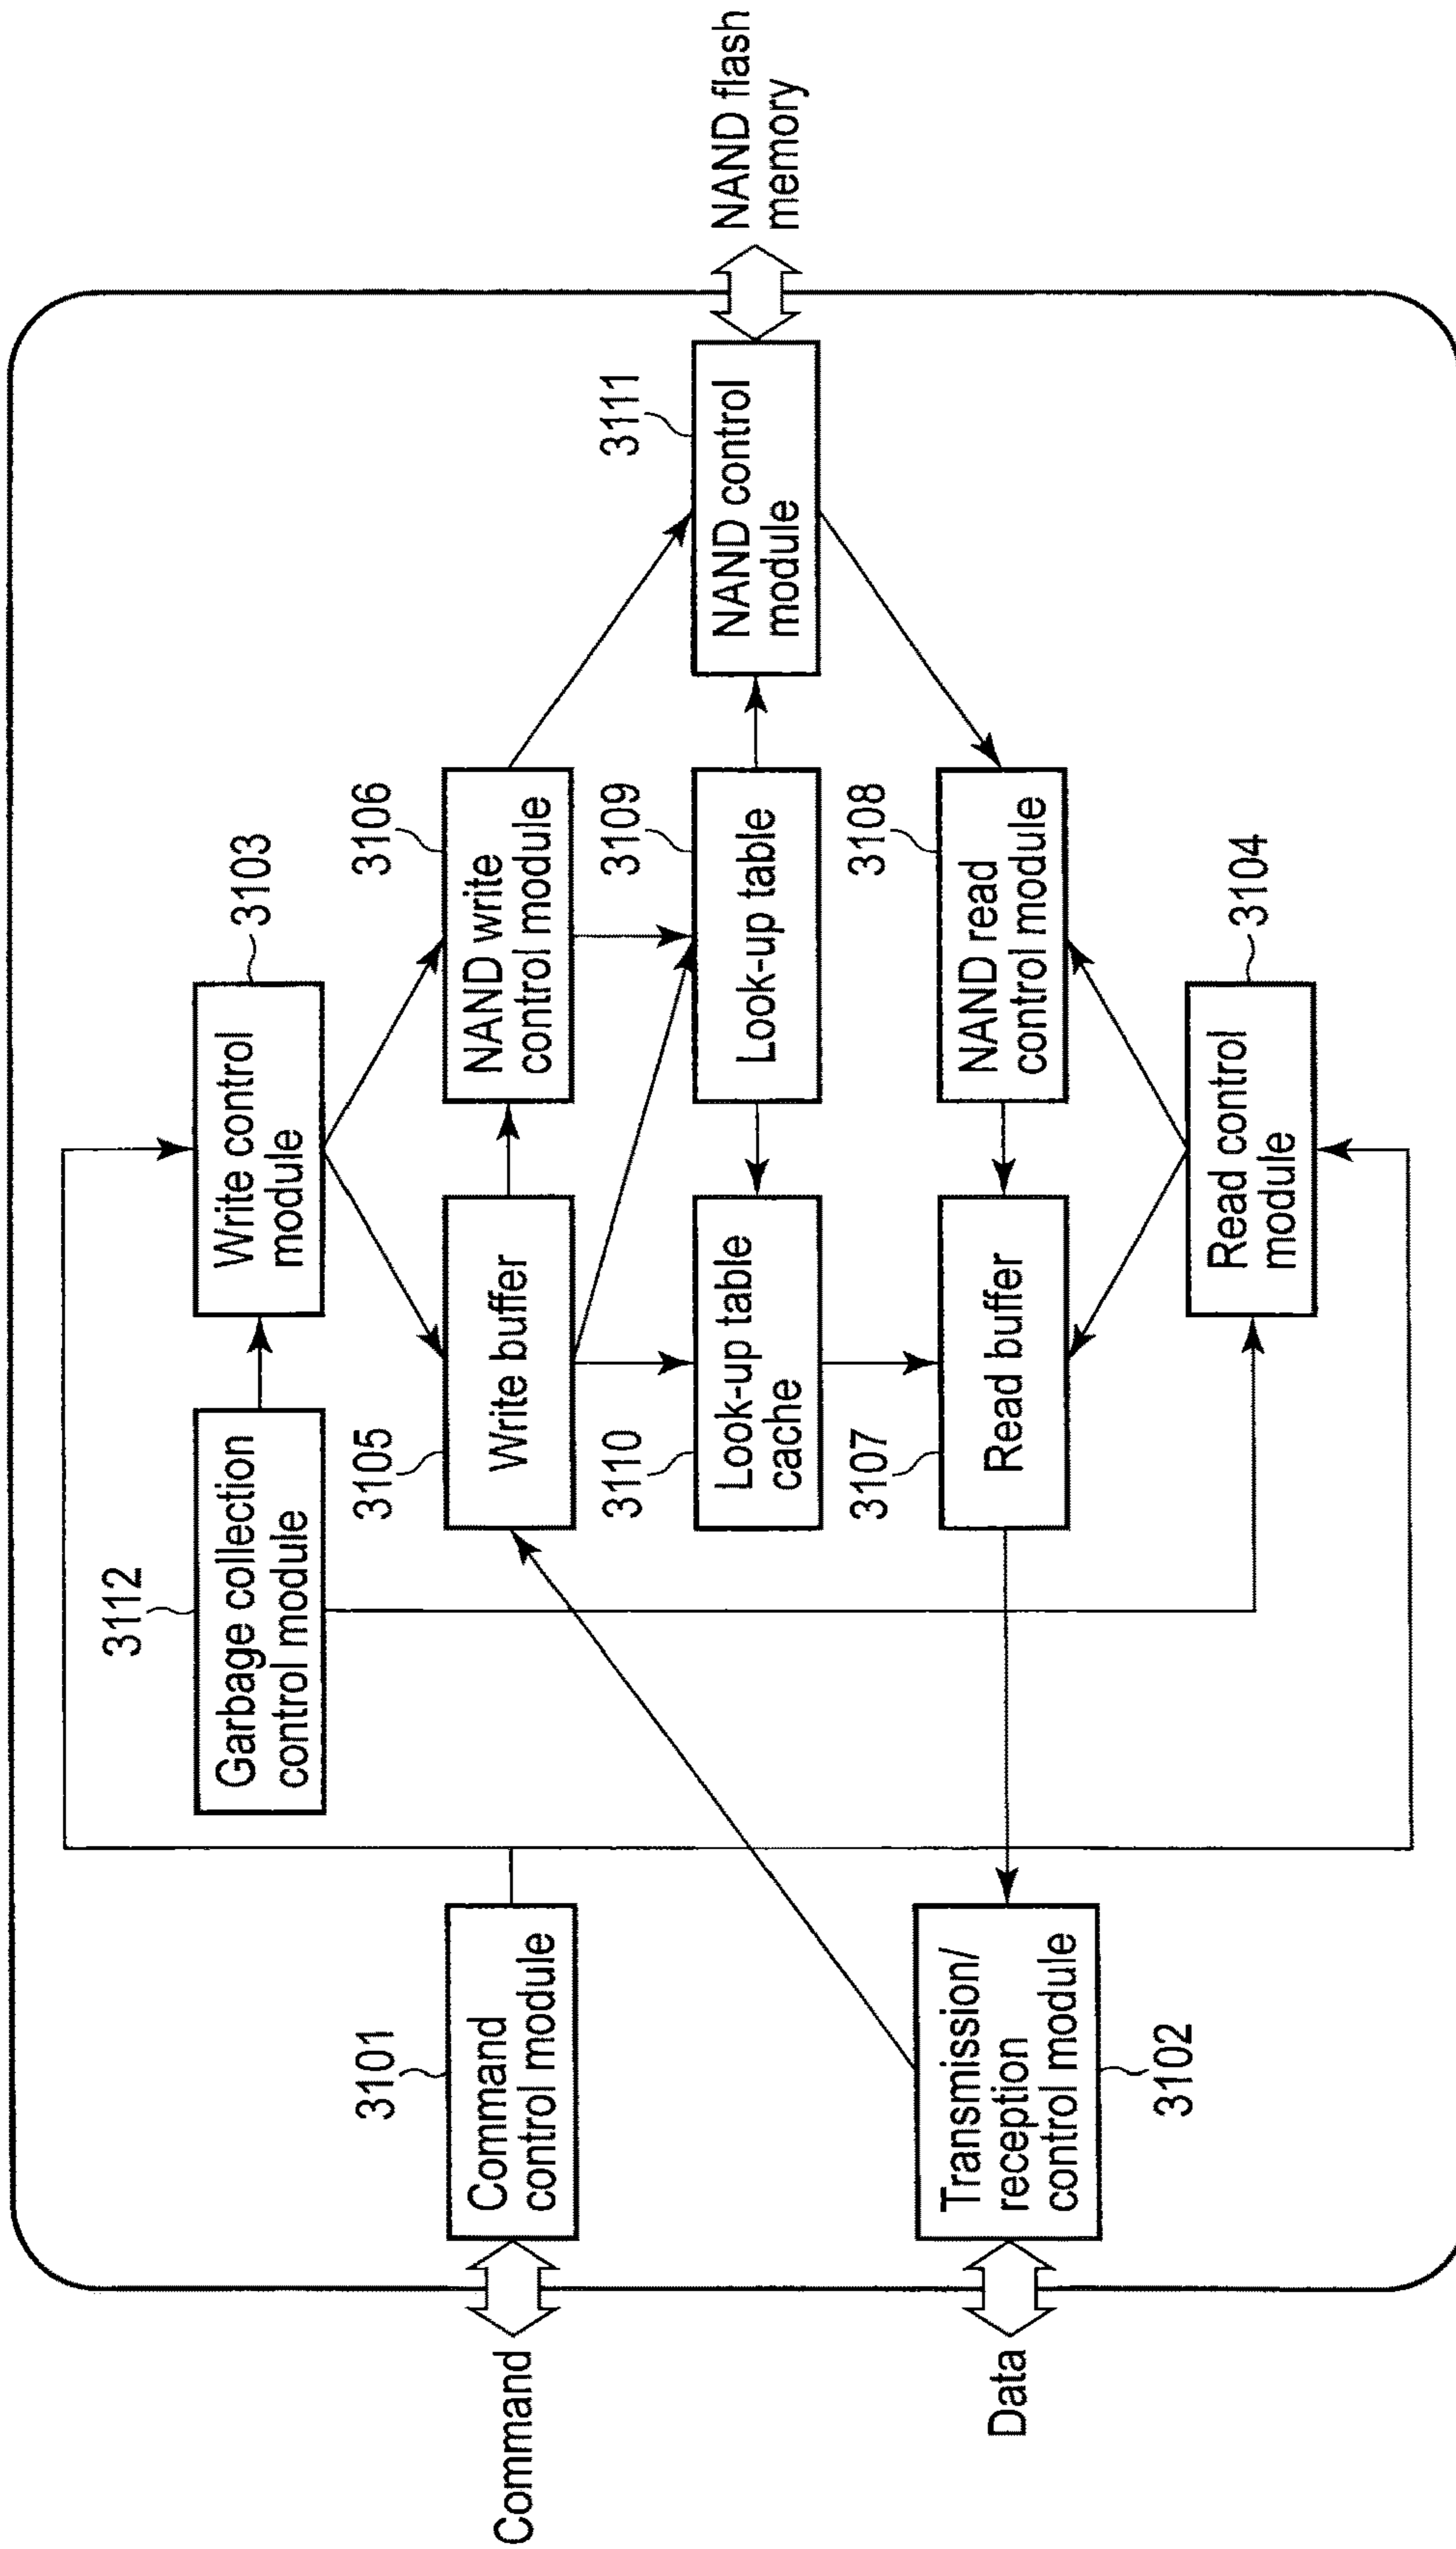 3112
Garbage collection
control module
3103
Write control
module
3101
Command
control module
Command
3105
Write buffer
3106
NAND write
control module
3110
Look-up table
cache
3109
Look-up table
3111
NAND control
module
NAND flash
memory
3107
Read buffer
3108
NAND read
control module
Data
Transmission/
reception
control module
3102
Read control
module
3104